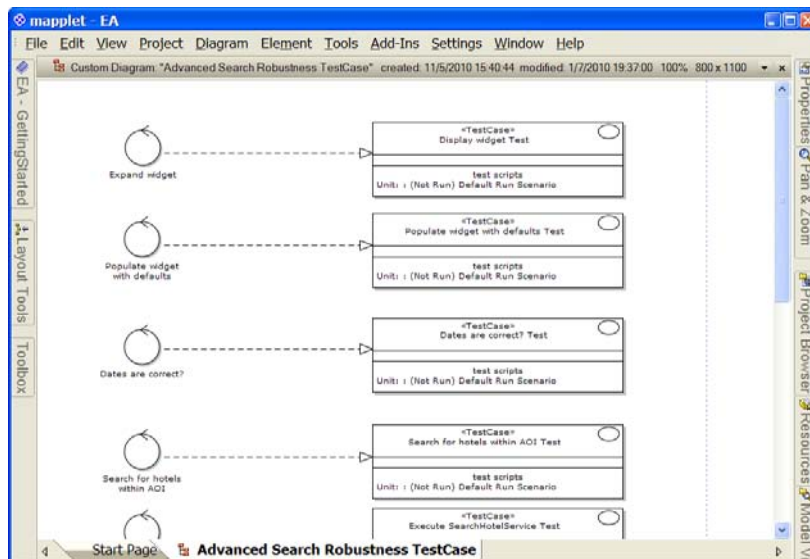 mapplet - EA
File Edit View Project Diagram Element Tools Add-Ins Settings Window Help
Custom Diagram: "Advanced Search Robustness TestCase" created: 11/5/2010 15:40:44 modified: 1/7/2010 19:37:00 100% 800 x 1100
EA - GettingStarted
Layout Tools
Toolbox
Expand widget
«TestCase»
Display widget Test
test scripts
Unit: : (Not Run) Default Run Scenario
Populate widget
with defaults
«TestCase»
Populate widget with defaults Test
test scripts
Unit: : (Not Run) Default Run Scenario
Dates are correct?
«TestCase»
Dates are correct? Test
test scripts
Unit: : (Not Run) Default Run Scenario
Search for hotels
within AOI
«TestCase»
Search for hotels within AOI Test
test scripts
Unit: : (Not Run) Default Run Scenario
«TestCase»
Execute SearchHotelService Test
Properties
Pan & Zoom
Project Browser
Resources
Model
Start Page
Advanced Search Robustness TestCase